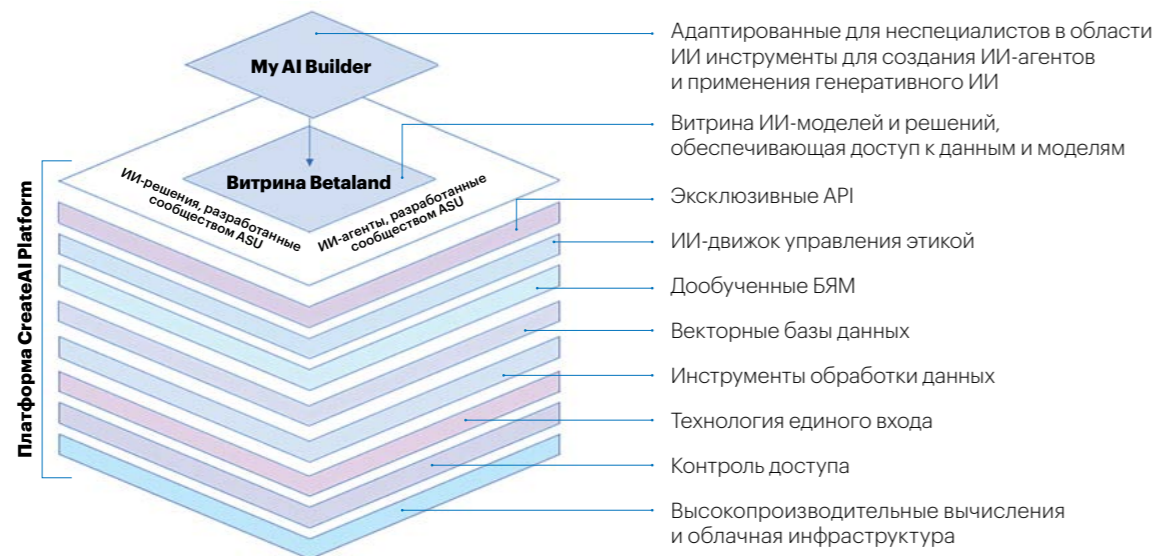 My AI Builder
Витрина Betaland
ИИ-решения, разработанные
сообществом ASU
ИИ-агенты, разработанные
сообществом ASU
Платформа CreateAI Platform
Адаптированные для неспециалистов в области
ИИ инструменты для создания ИИ-агентов
и применения генеративного ИИ
Витрина ИИ-моделей и решений,
обеспечивающая доступ к данным и моделям
Эксклюзивные API
ИИ-движок управления этикой
Дообученные БЯМ
Векторные базы данных
Инструменты обработки данных
Технология единого входа
Контроль доступа
Высокопроизводительные вычисления
и облачная инфраструктура